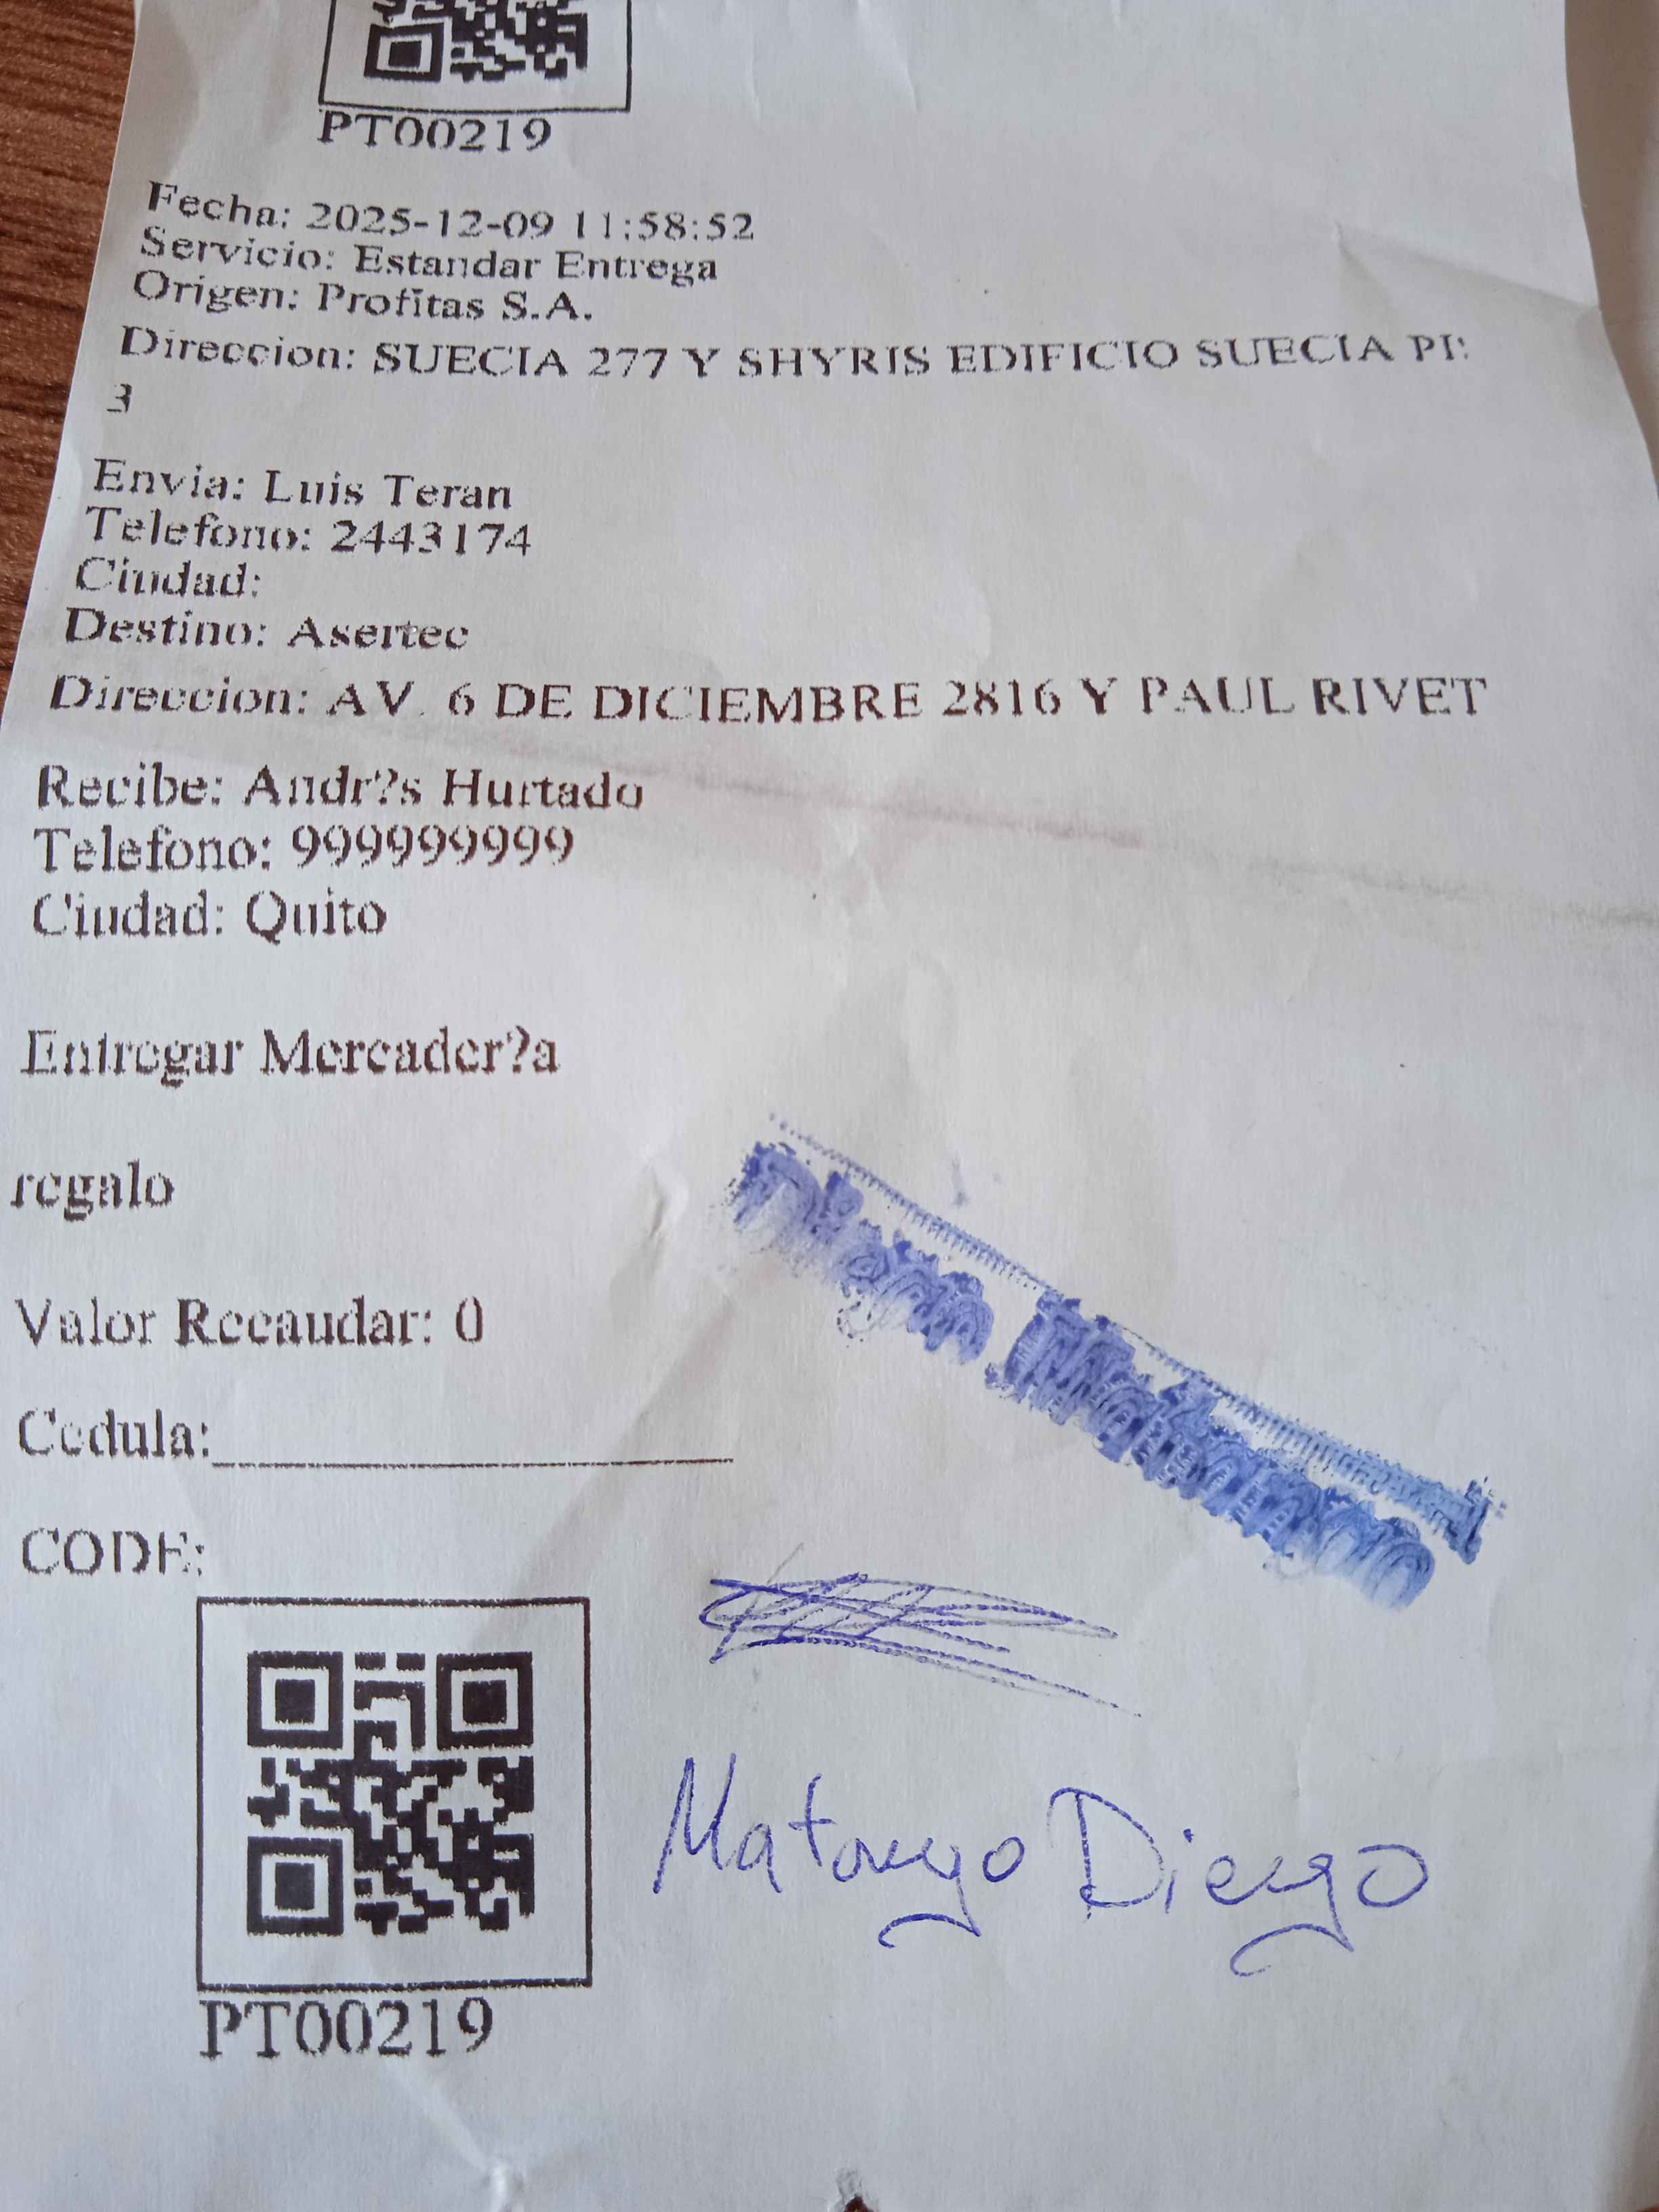 PT00219
Fecha: 2025-12-09 11:58:52
Servicio: Estandar Entrega
Origen: Profitas S.A.
Direccion: SUECIA 277 Y SHYRIS EDIFICIO SUECIA PI:
3
Envia: Luis Teran
Telefono: 2443174
Ciudad:
Destino: Asertec
Direccion: AV. 6 DE DICIEMBRE 2816 Y PAUL RIVET
Recibe: Andr?s Hurtado
Telefono: 999999999
Ciudad: Quito
Entregar Mercader?a
regalo
Valor Recaudar: 0
Cedula:
CODE:
Matango Diego
PT00219